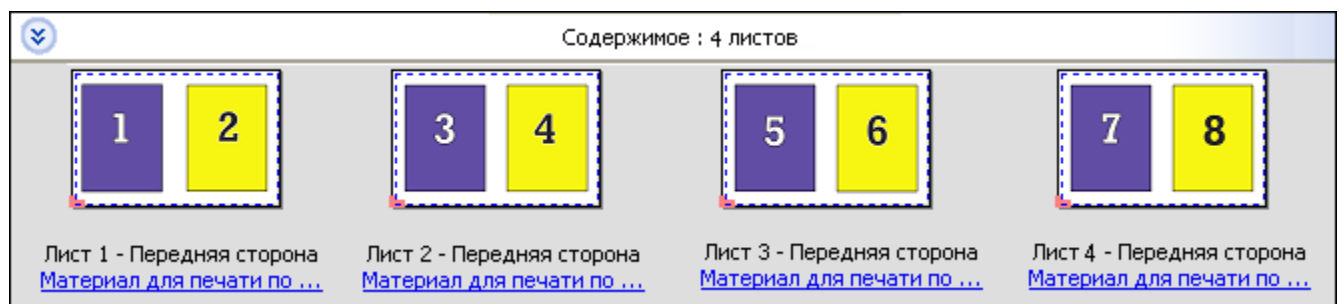 Содержимое : 4 листов
1 2 3 4 5 6 7 8
Лист 1 - Передняя сторона Лист 2 - Передняя сторона Лист 3 - Передняя сторона Лист 4 - Передняя сторона
Материал для печати по ... Материал для печати по ... Материал для печати по ... Материал для печати по ...